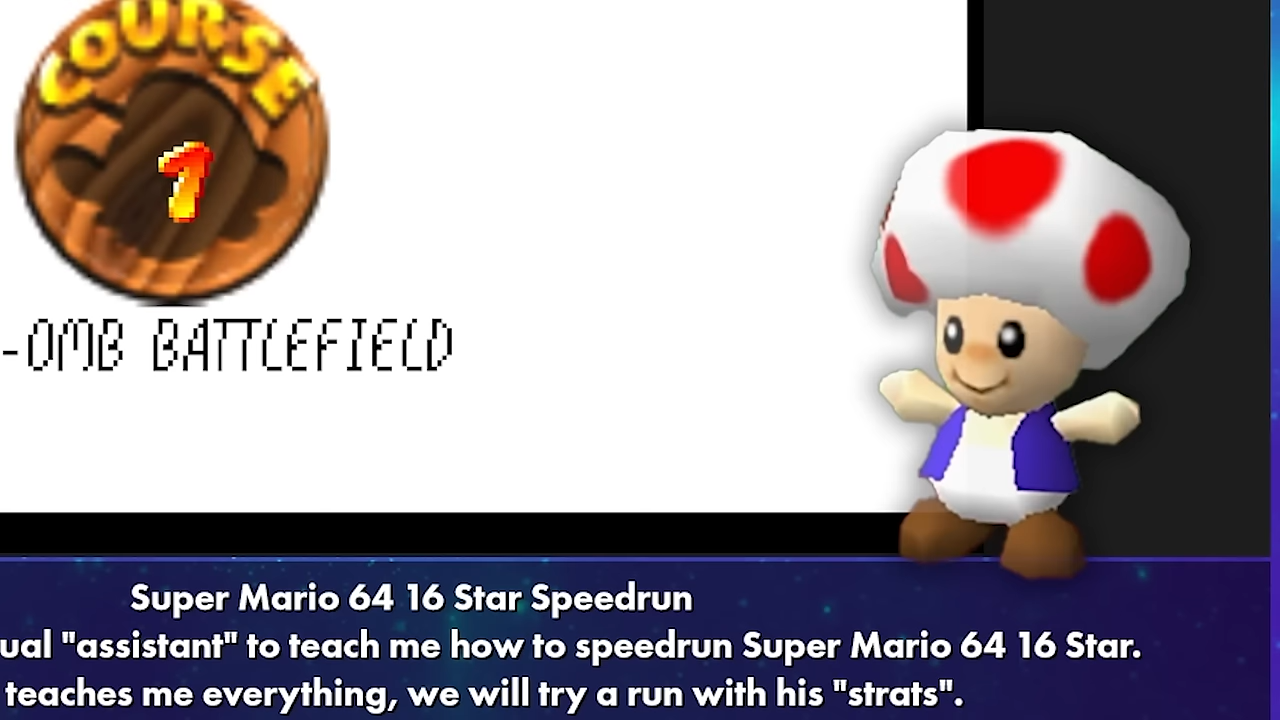 COURSE
1
-OMB BATTLEFIELD
Super Mario 64 16 Star Speedrun
ual "assistant" to teach me how to speedrun Super Mario 64 16 Star.
teaches me everything, we will try a run with his "strats".